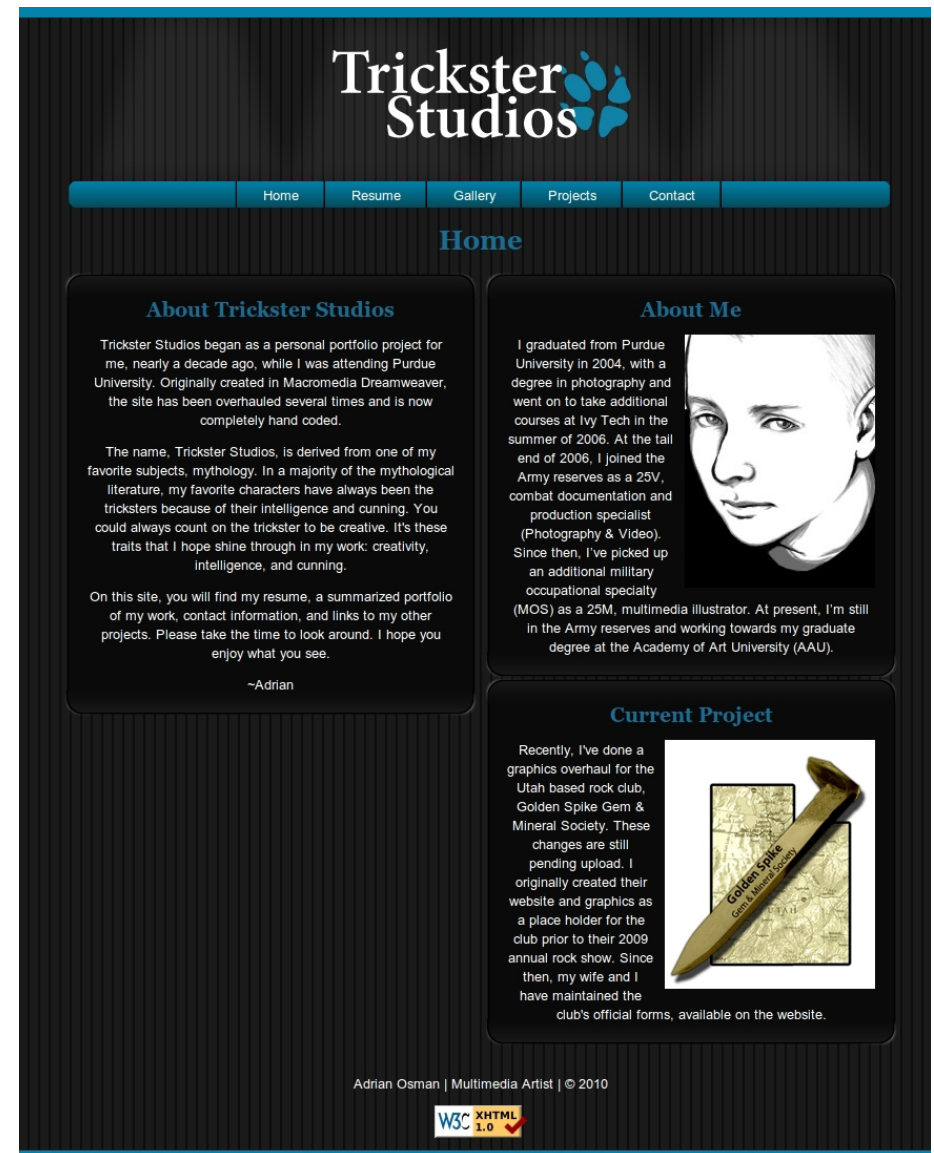 Trickster
Studios
Home
Resume
Gallery
Projects
Contact
Home
About Trickster Studios
Trickster Studios began as a personal portfolio project for
me, nearly a decade ago, while I was attending Purdue
University. Originally created in Macromedia Dreamweaver,
the site has been overhauled several times and is now
completely hand coded.
The name, Trickster Studios, is derived from one of my
favorite subjects, mythology. In a majority of the mythological
literature, my favorite characters have always been the
tricksters because of their intelligence and cunning. You
could always count on the trickster to be creative. It's these
traits that I hope shine through in my work: creativity,
intelligence, and cunning.
On this site, you will find my resume, a summarized portfolio
of my work, contact information, and links to my other
projects. Please take the time to look around. I hope you
enjoy what you see.
~Adrian
About Me
I graduated from Purdue
University in 2004, with a
degree in photography and
went on to take additional
courses at Ivy Tech in the
summer of 2006. At the tail
end of 2006, I joined the
Army reserves as a 25V,
combat documentation and
production specialist
(Photography & Video).
Since then, I've picked up
an additional military
occupational specialty
(MOS) as a 25M, multimedia illustrator. At present, I'm still
in the Army reserves and working towards my graduate
degree at the Academy of Art University (AAU).
Current Project
Recently, I've done a
graphics overhaul for the
Utah based rock club,
Golden Spike Gem &
Mineral Society. These
changes are still
pending upload. I
originally created their
website and graphics as
a place holder for the
club prior to their 2009
annual rock show. Since
then, my wife and I
have maintained the
club's official forms, available on the website.
Golden Spike
Gem & Mineral Society
UTAH
Adrian Osman | Multimedia Artist | © 2010
W3C XHTML
1.0